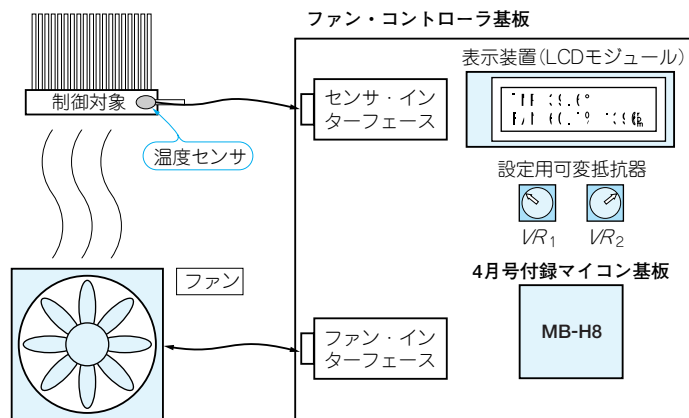 ファン・コントローラ基板
表示装置(LCDモジュール)
制御対象
センサ・イン
ターフェース
温度センサ
設定用可変抵抗器
VR1
VR2
4月号付録マイコン基板
ファン
MB-H8
ファン・イン
ターフェース